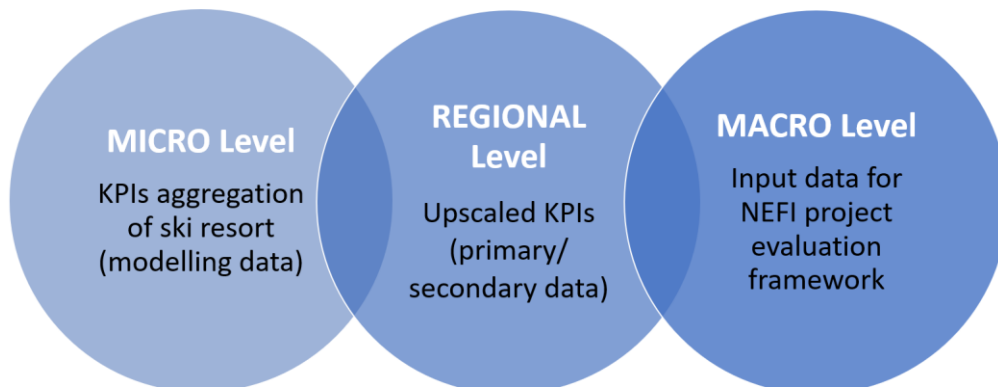 MICRO Level
KPIs aggregation
of ski resort
(modelling data)
REGIONAL
Level
Upscaled KPIs
(primary/
secondary data)
MACRO Level
Input data for
NEFI project
evaluation
framework